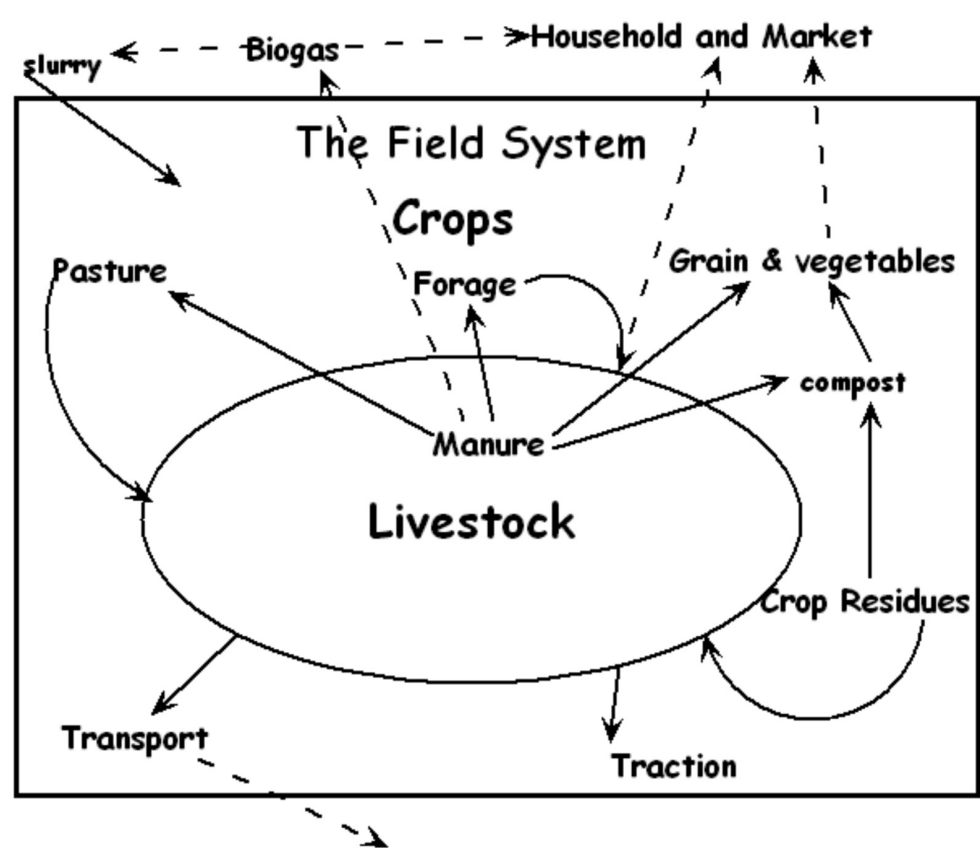 Household and Market
Biogas
slurry
The Field System
Crops
Pasture
Forage
Grain & vegetables
compost
Manure
Livestock
Crop Residues
Transport
Traction